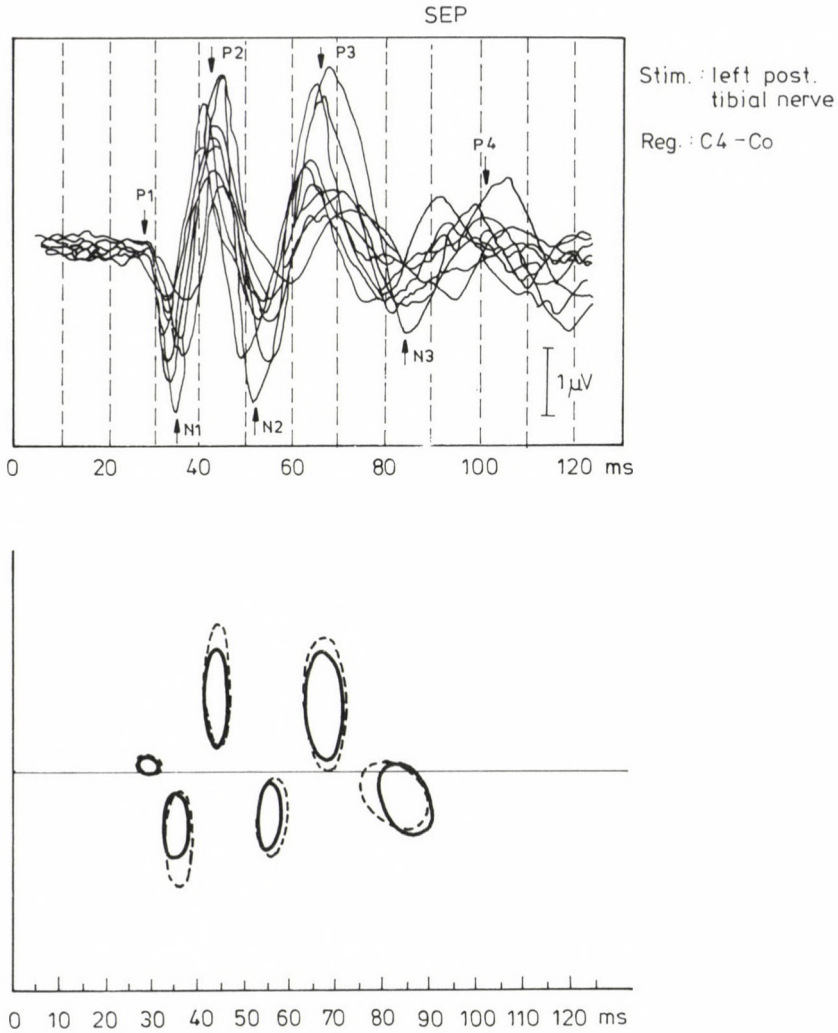 SEP
Stim. : left post.
tibial nerve
Reg. : C4 - Co
P2
P3
P4
P1
N3
1 μV
N1
N2
0 20 40 60 80 100 120 ms
0 10 20 30 40 50 60 70 80 90 100 110 120 ms